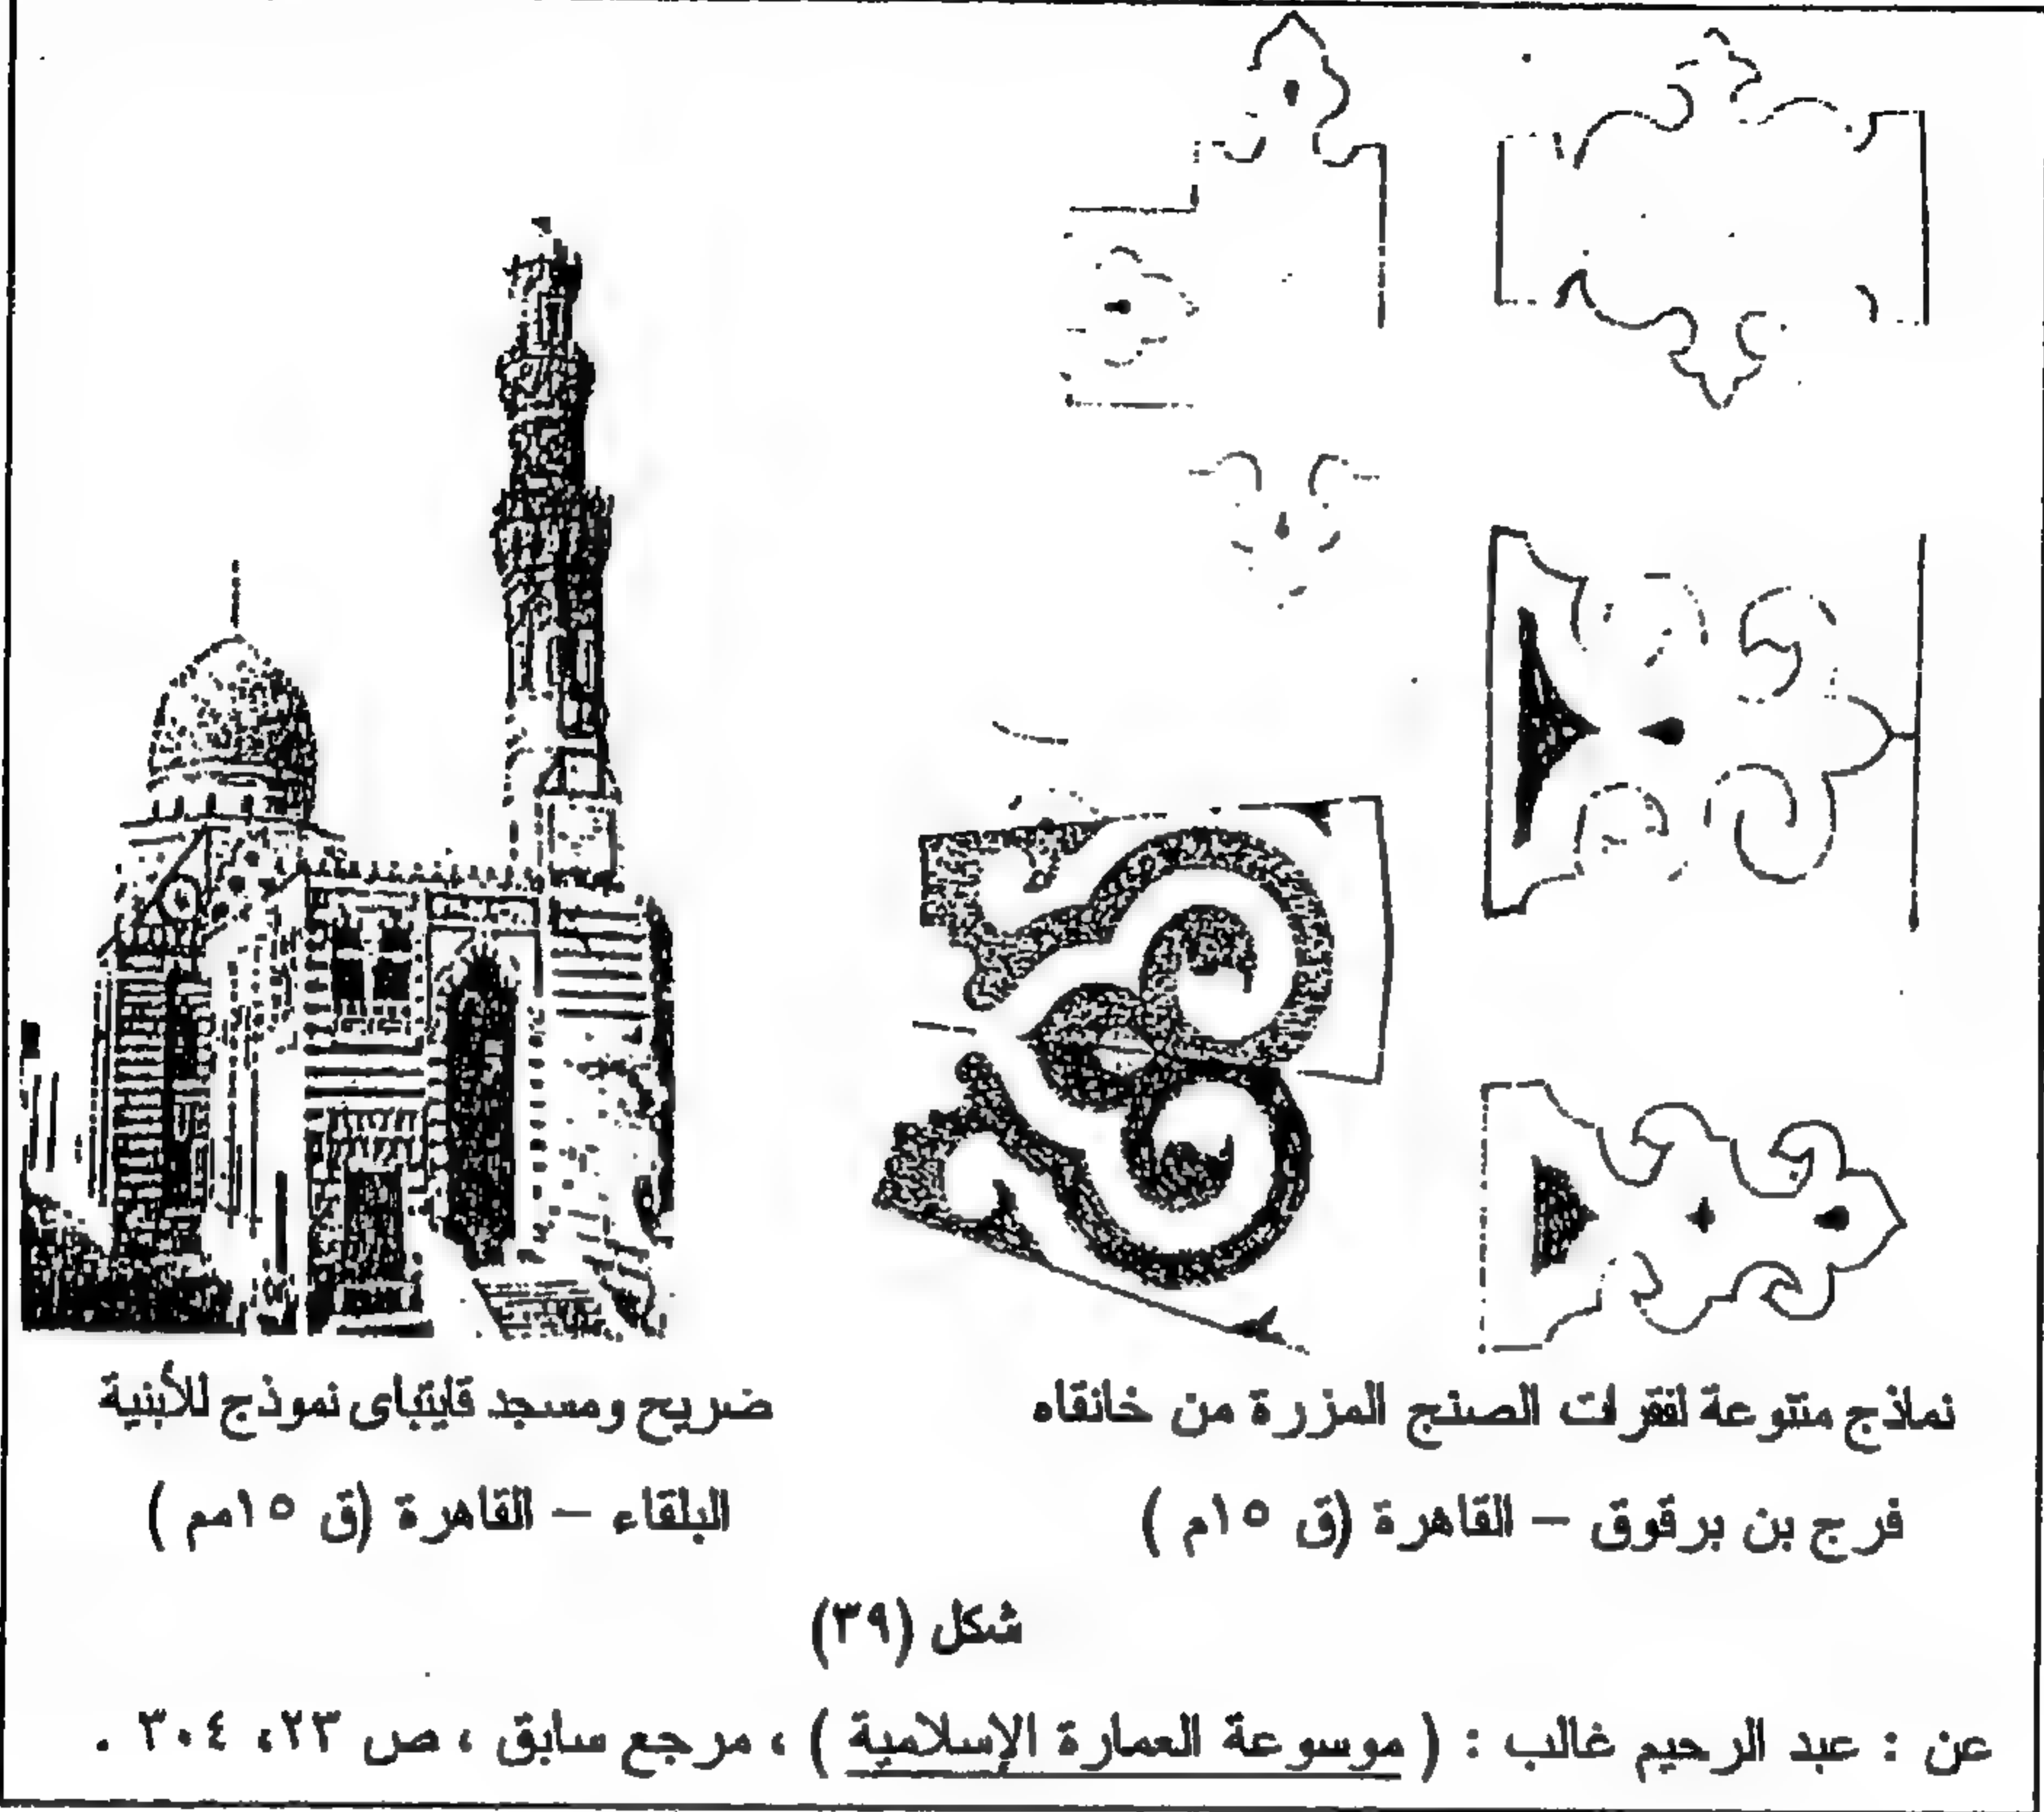 نماذج متنوعة لفقرات الصنج المزررة من خانقاه
فرج بن برقوق – القاهرة (ق ١٥م )
ضريح ومسجد قايتباى نموذج للأبنية
البلقاء – القاهرة (ق ١٥مم )
شكل (٣٩)
عن : عبد الرحيم غالب : ( موسوعة العمارة الإسلامية ) ، مرجع سابق ، ص ٢٣، ٣٠٤ .